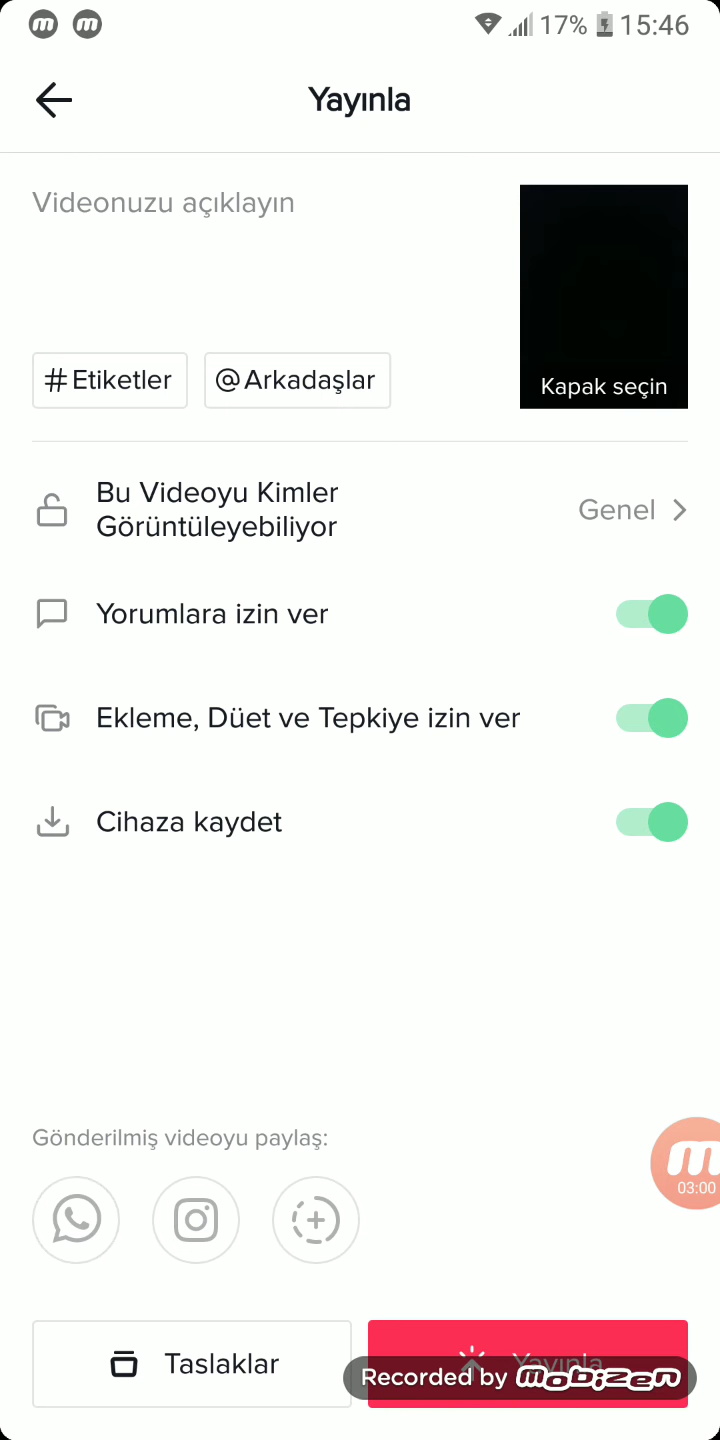 17% 15:46
Yayınla
Videonuzu açıklayın
#Etiketler @Arkadaşlar
Kapak seçin
Bu Videoyu Kimler
Görüntüleyebiliyor
Genel
Yorumlara izin ver
Ekleme, Düet ve Tepkiye izin ver
Cihaza kaydet
Gönderilmiş videoyu paylaş:
03:00
Taslaklar
Yayınla
Recorded by mobizen